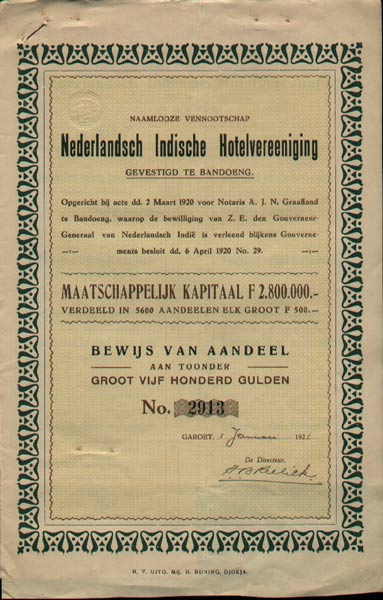 NAAMLOOZE VENNOOTSCHAP
Nederlandsch Indische Hotelvereeniging
GEVESTIGD TE BANDOENG.
Opgericht bij acte dd. 2 Maart 1920 voor Notaris A. J. N. Graafland
te Bandoeng, waarop de bewilliging van Z. E. den Gouverneur-
Generaal van Nederlandsch Indië is verleend blijkens Gouverne-
ments besluit dd. 6 April 1920 No. 29.
MAATSCHAPPELIJK KAPITAAL F 2.800.000.-
VERDEELD IN 5600 AANDEELEN ELK GROOT F 500.-
BEWIJS VAN AANDEEL
AAN TOONDER
GROOT VIJF HONDERD GULDEN
No. 2913
GAROET, 1 Januari 1921.
De Directeur,
N. V. UITG. MIJ. H. BUNING, DJOKJA.